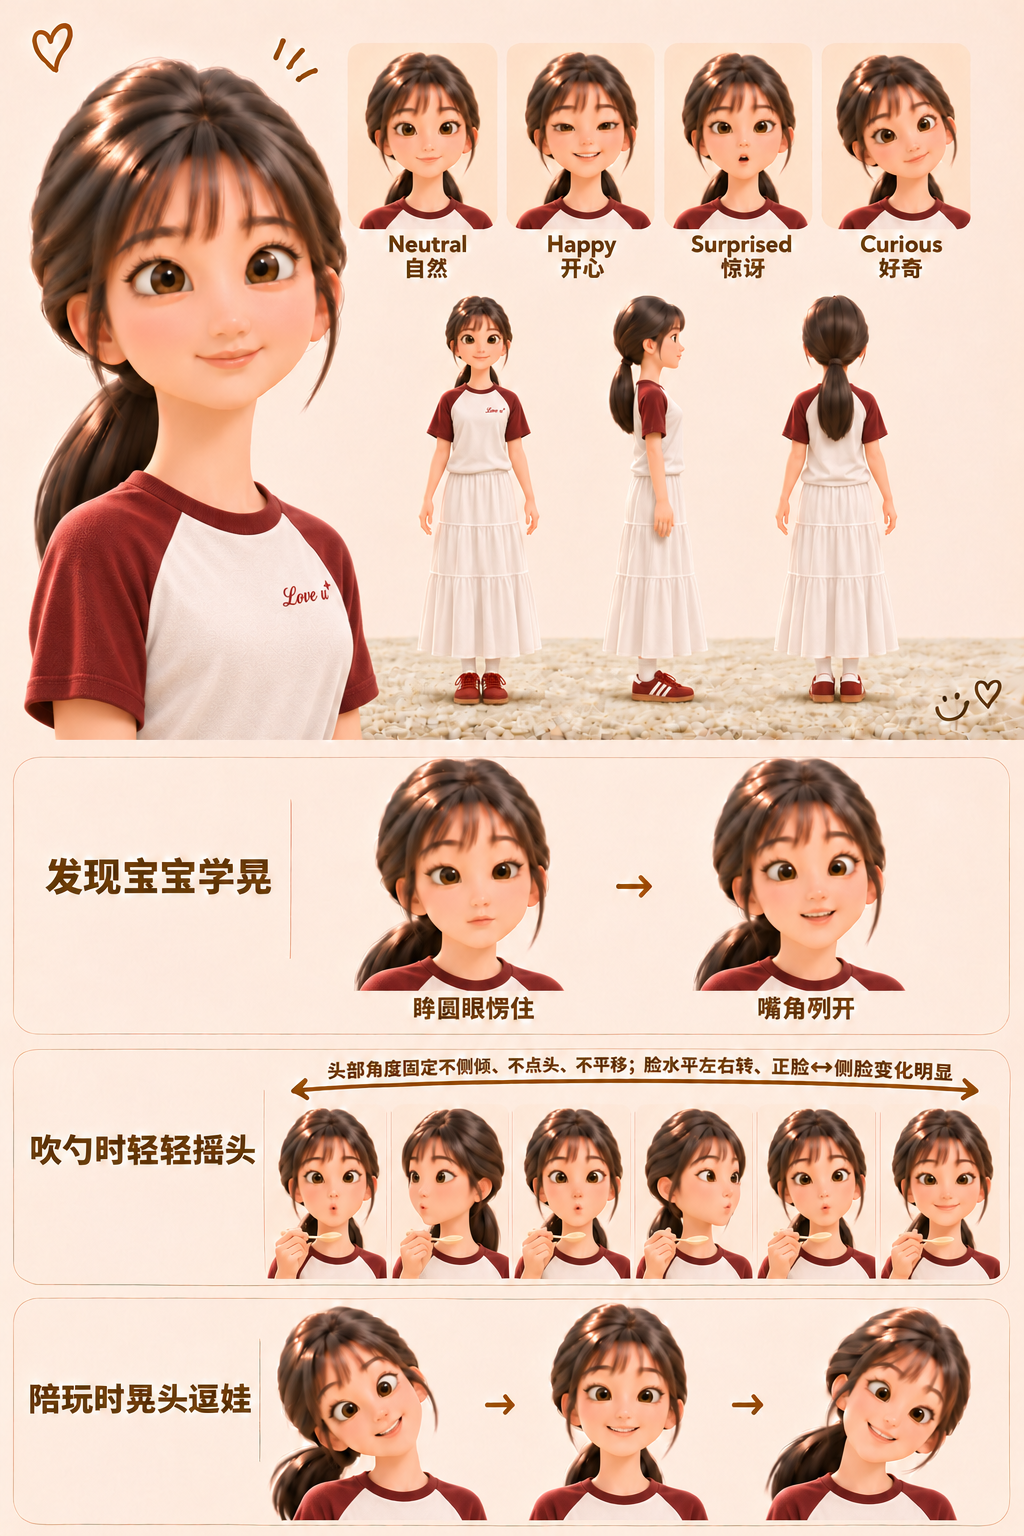 Neutral
自然
Happy
开心
Surprised
惊讶
Curious
好奇
Love u+
Love u+
发现宝宝学晃
眸圆眼愣住
嘴角咧开
头部角度固定不侧倾、不点头、不平移；脸水平左右转、正脸↔侧脸变化明显
吹勺时轻轻摇头
陪玩时晃头逗娃